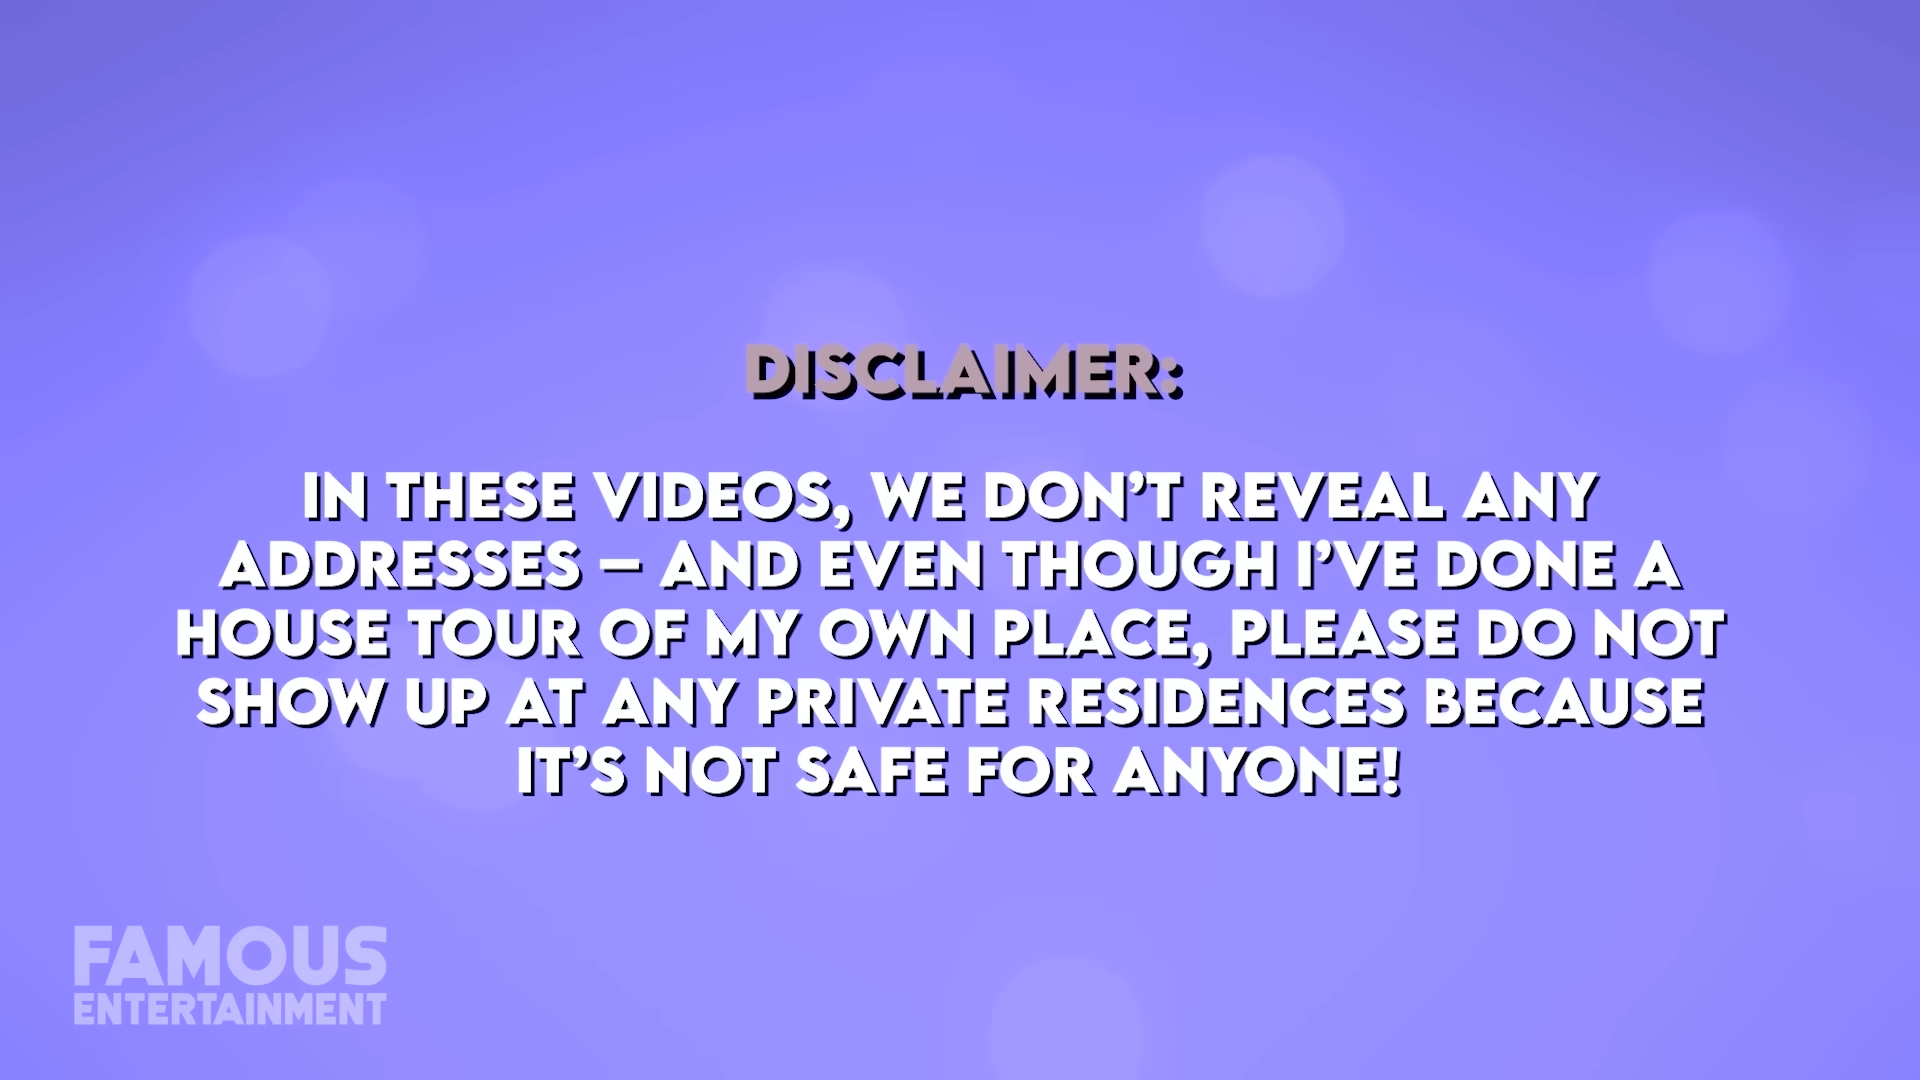 DISCLAIMER:
IN THESE VIDEOS, WE DON'T REVEAL ANY
ADDRESSES – AND EVEN THOUGH I'VE DONE A
HOUSE TOUR OF MY OWN PLACE, PLEASE DO NOT
SHOW UP AT ANY PRIVATE RESIDENCES BECAUSE
IT'S NOT SAFE FOR ANYONE!
FAMOUS
ENTERTAINMENT